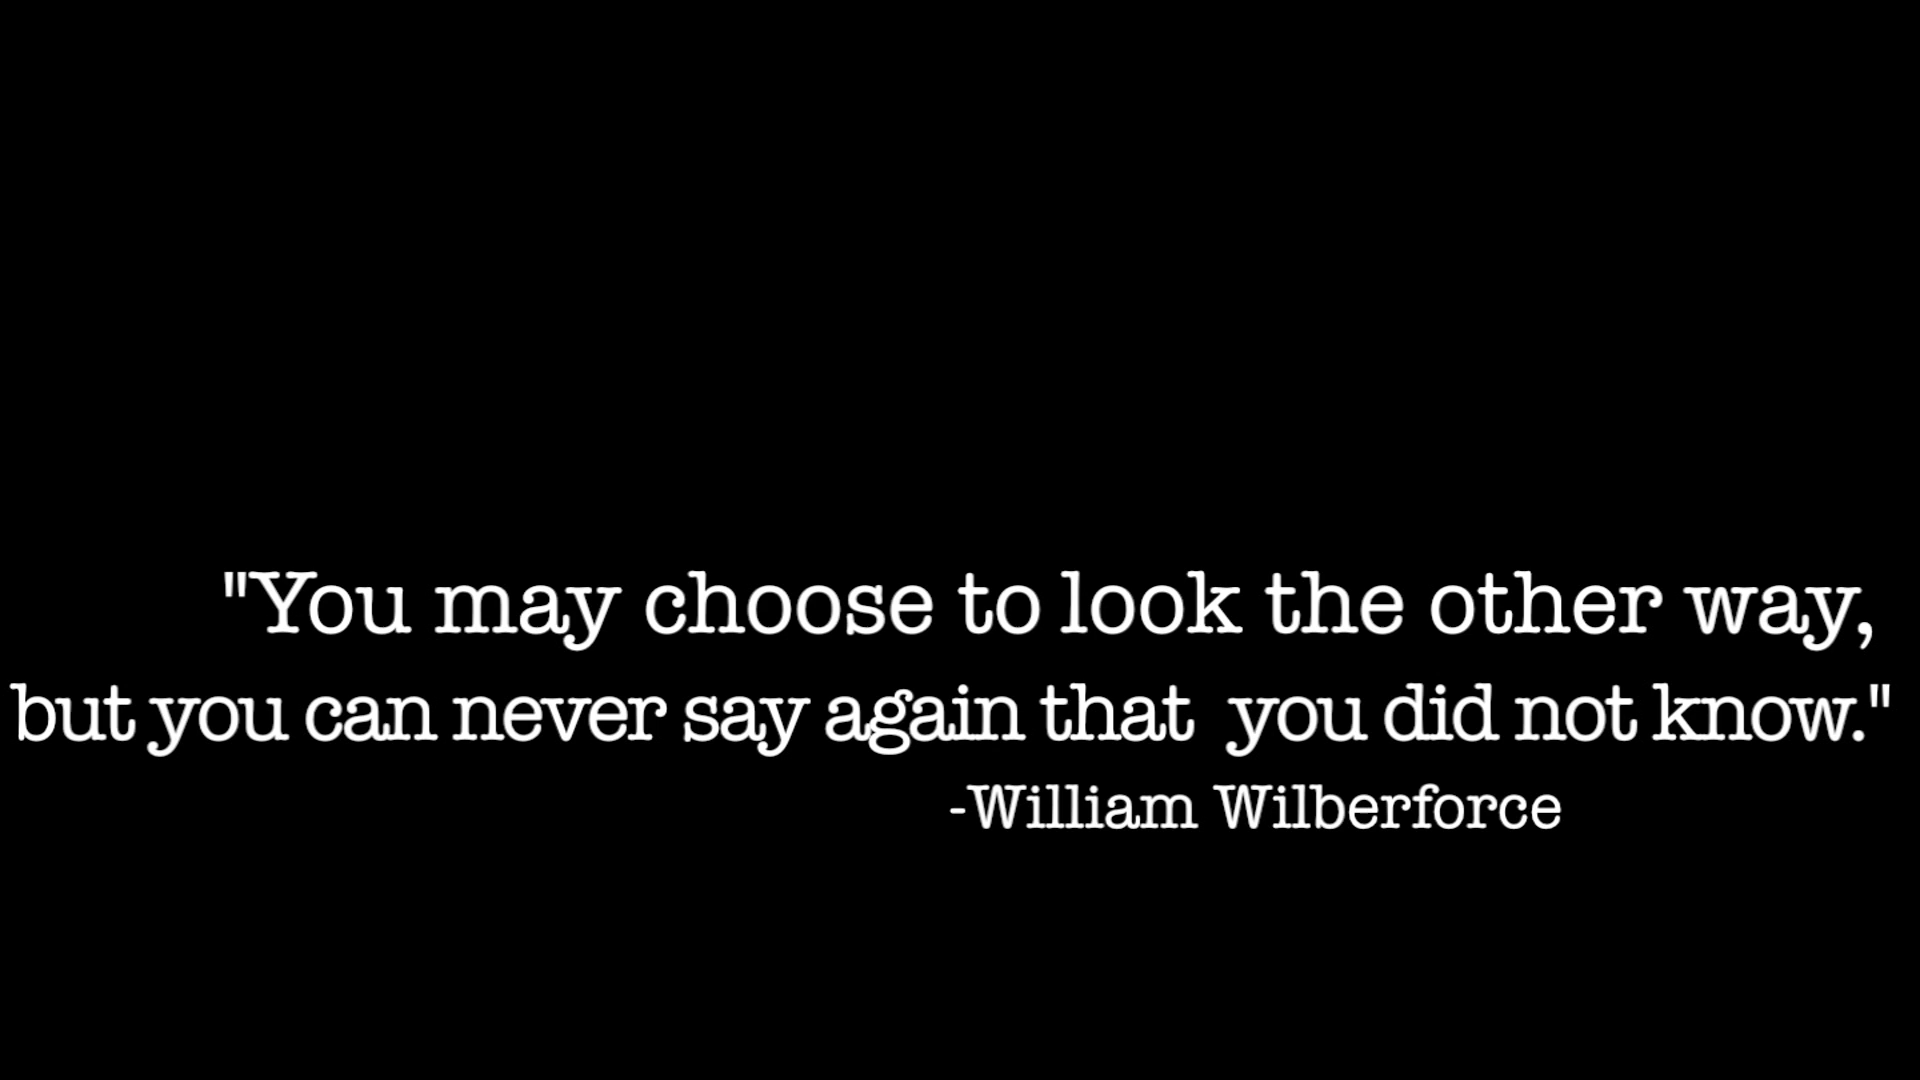 "You may choose to look the other way,
but you can never say again that  you did not know."
-William Wilberforce